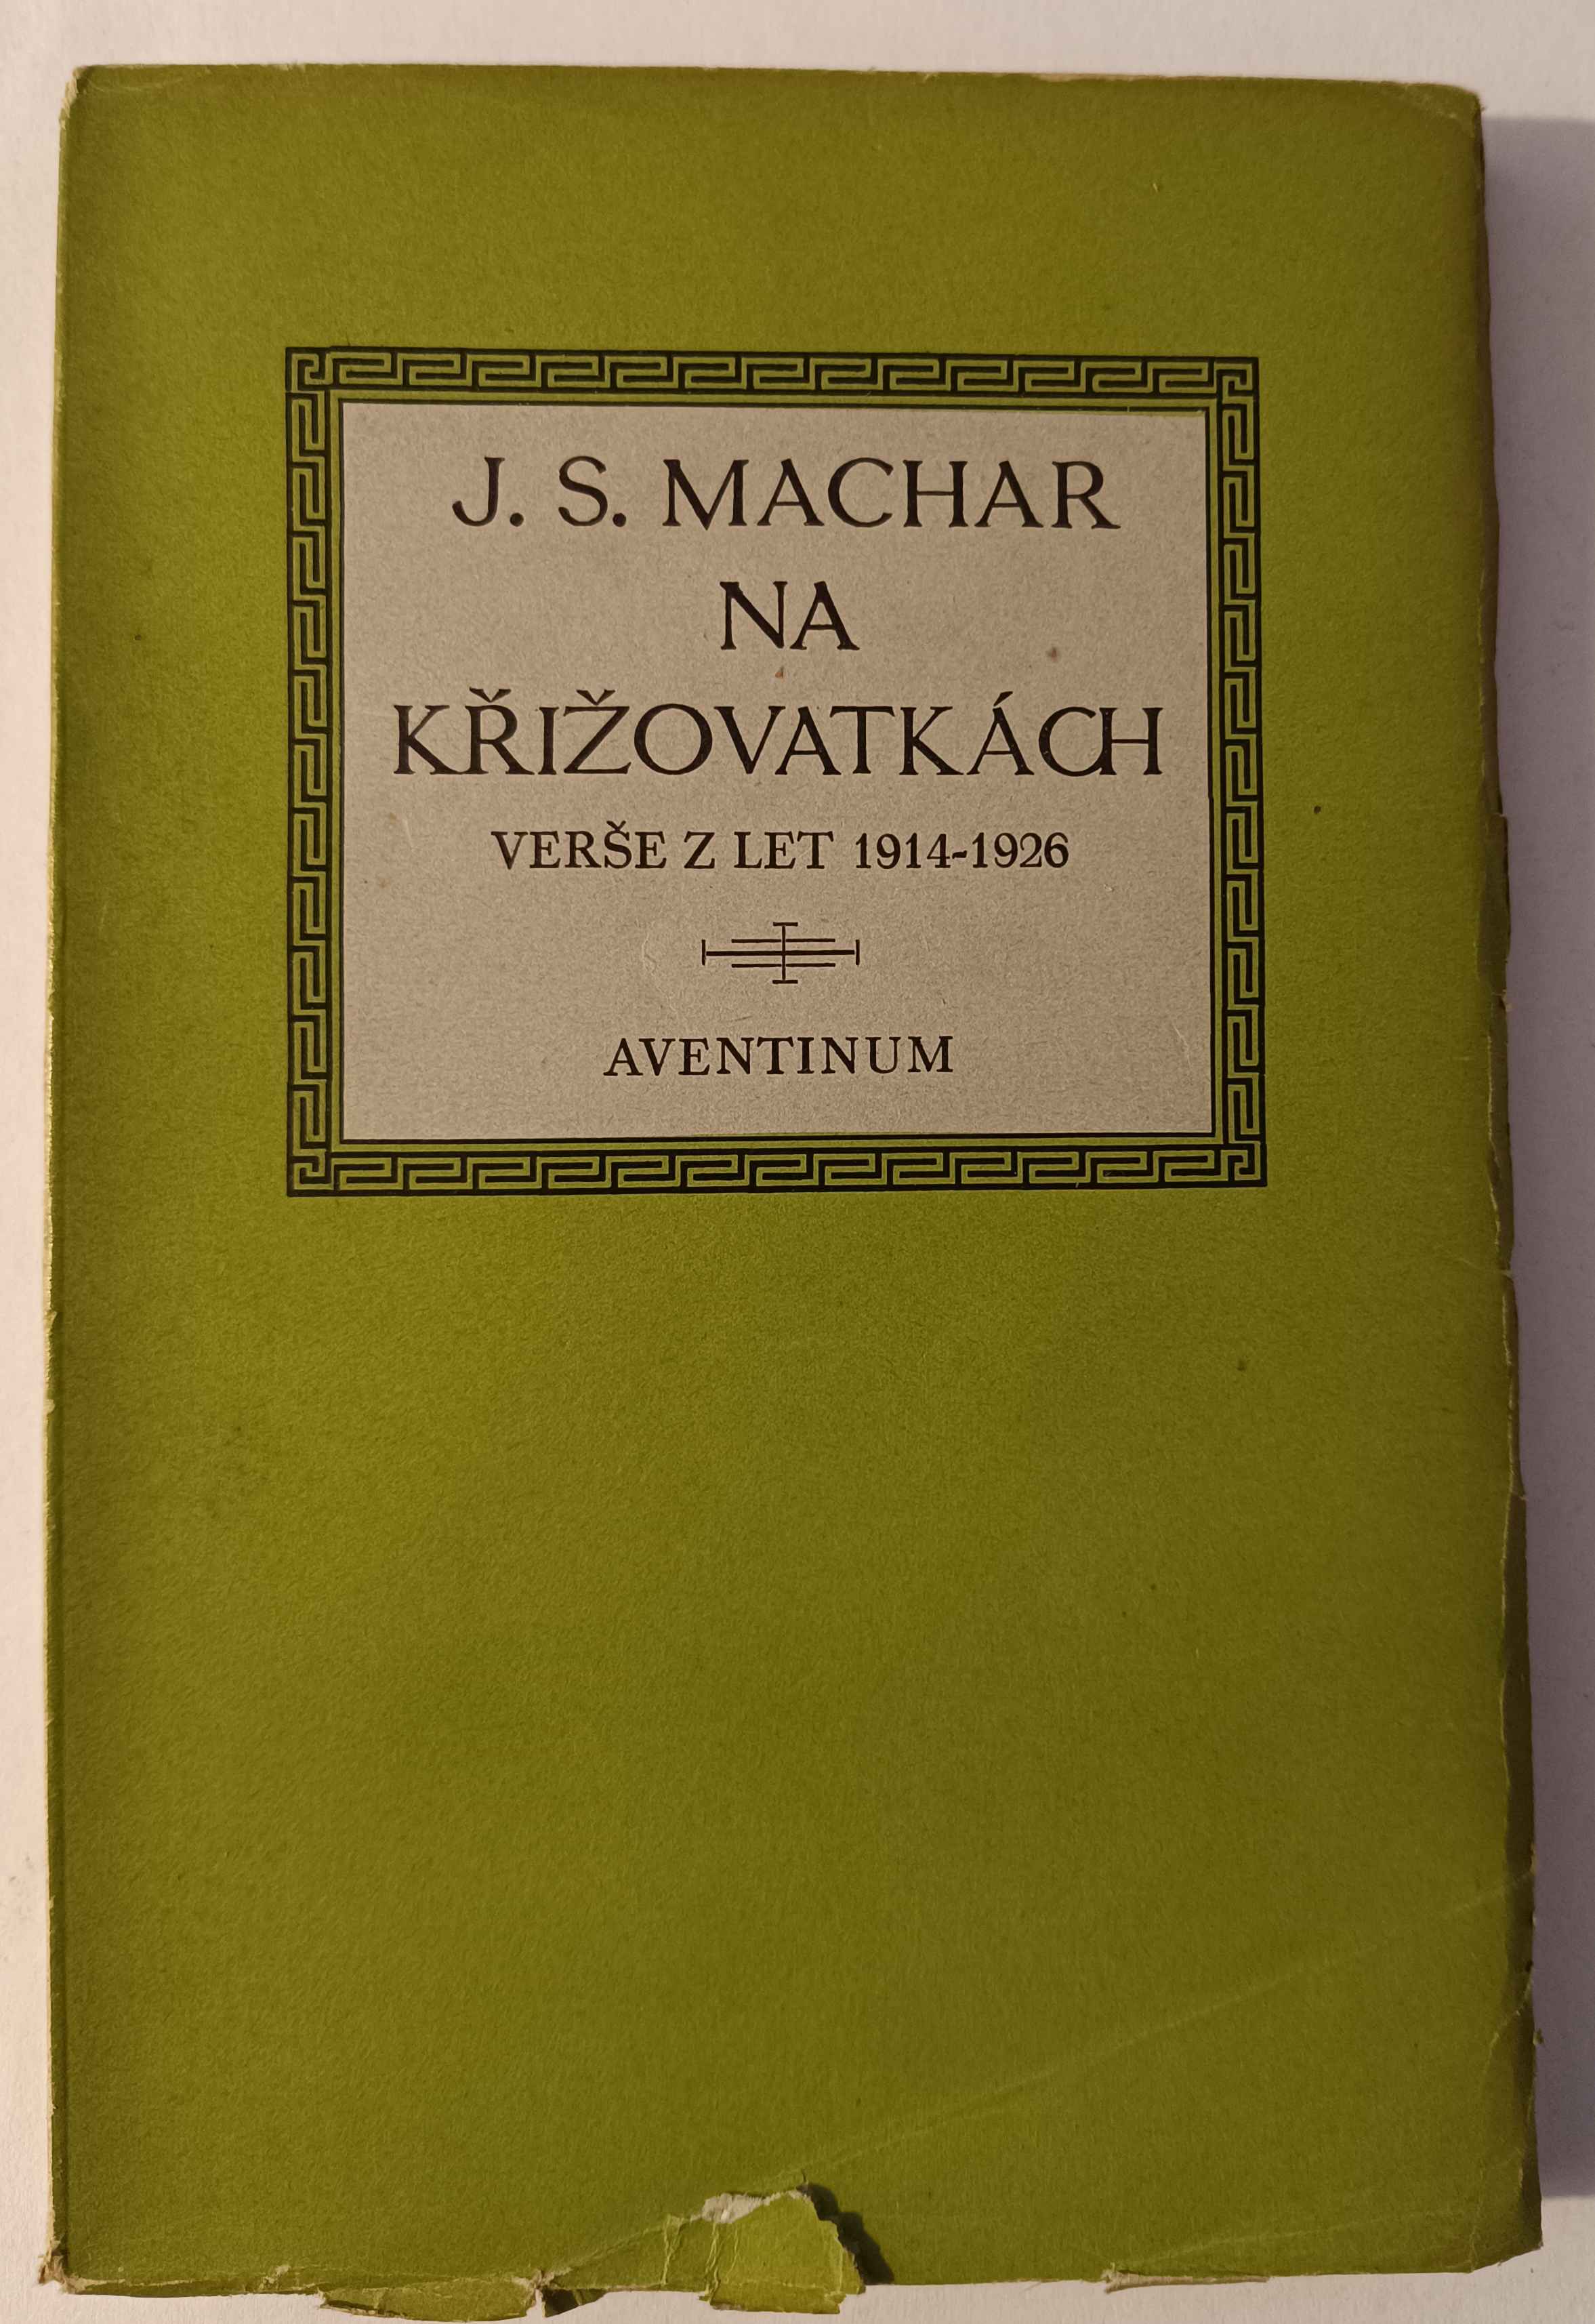 J. S. MACHAR
NA
KŘIŽOVATKÁCH
VERŠE Z LET 1914-1926
AVENTINUM